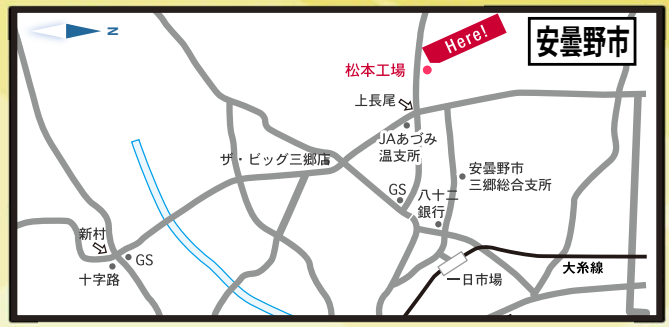 N
Here!
安曇野市
松本工場
上長尾
JAあづみ
温支所
ザ・ビッグ三郷店
安曇野市
三郷総合支所
GS
八十二
銀行
新村
GS
十字路
一日市場
大糸線